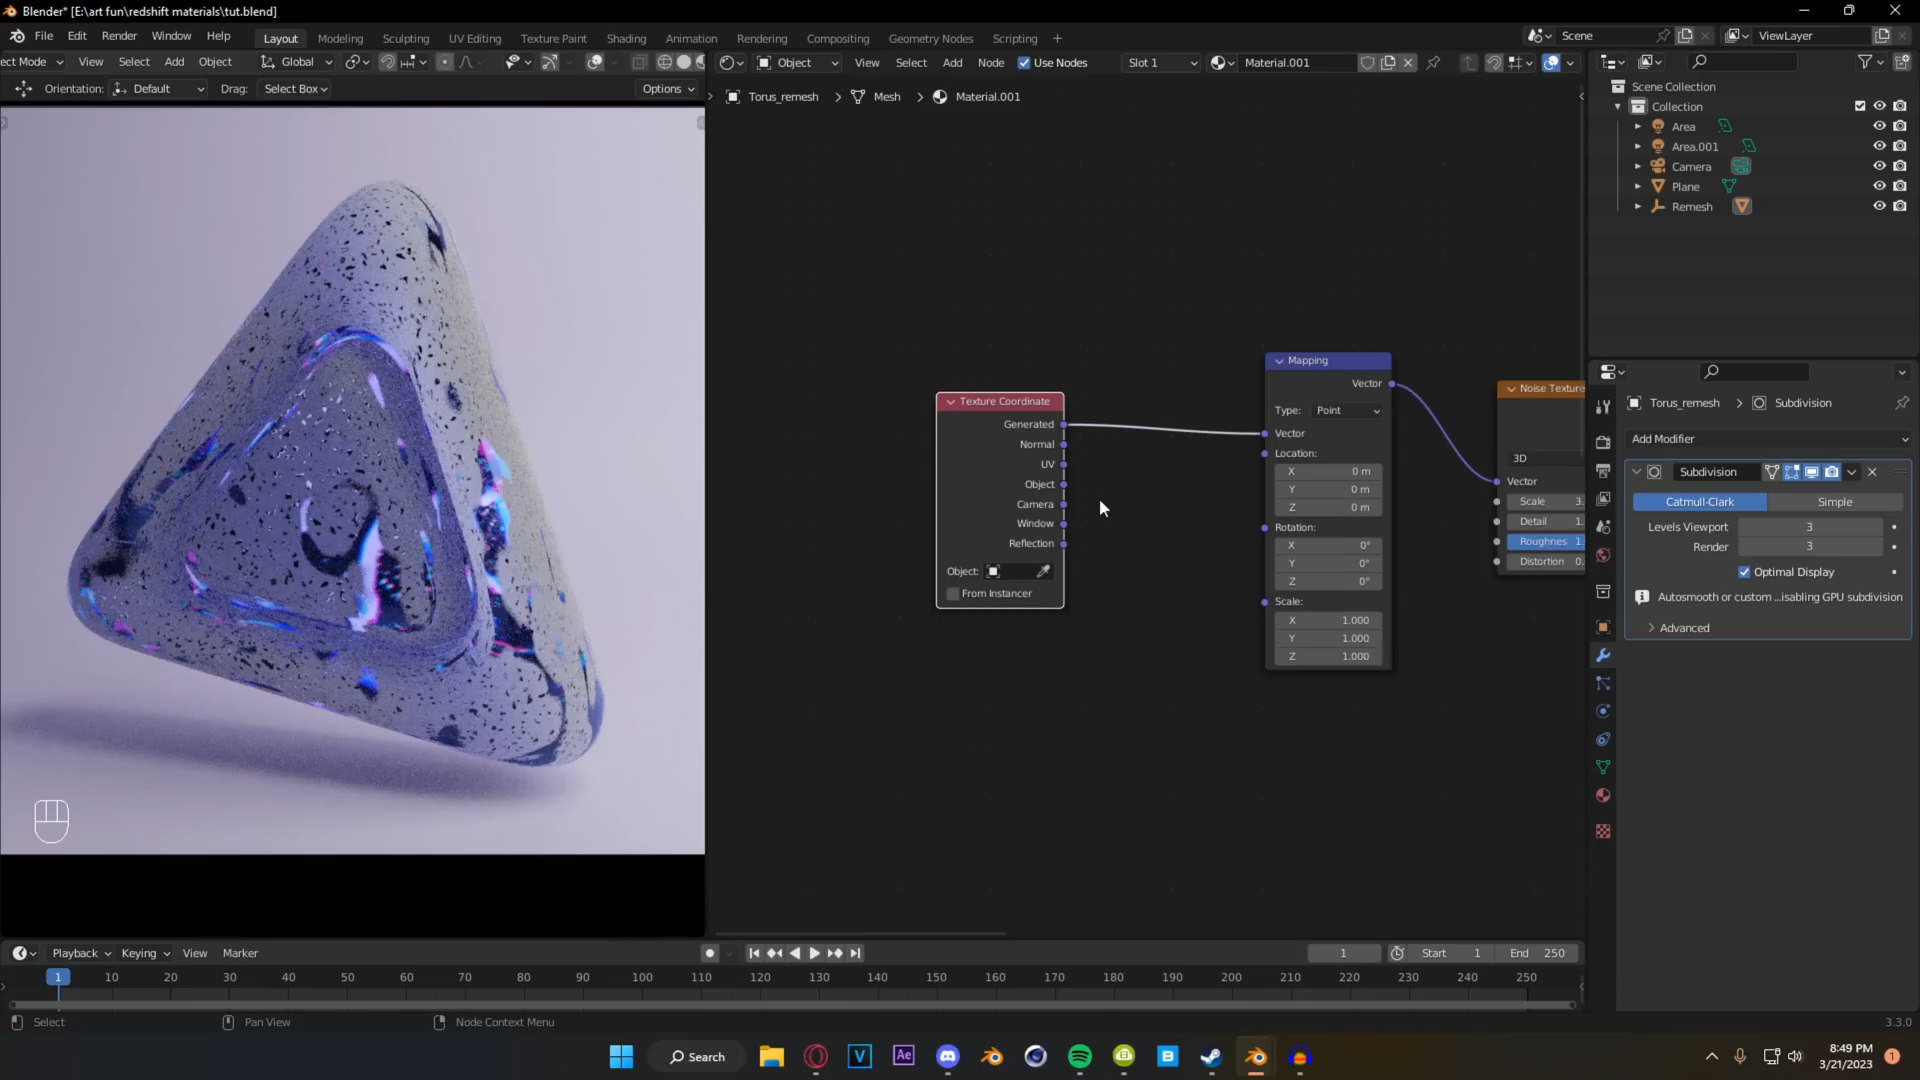 Blender* [E:\art fun\redshift materials\tut.blend]
File Edit Render Window Help Layout Modeling Sculpting UV Editing Texture Paint Shading Animation Rendering Compositing Geometry Nodes Scripting + Scene ViewLayer
ect Mode View Select Add Object Global Object View Select Add Node Use Nodes Slot 1 Material.001
Orientation: Default Drag: Select Box Options
Torus_remesh > Mesh > Material.001
Scene Collection
Collection
Area
Area.001
Camera
Plane
Remesh
Texture Coordinate
Generated
Normal
UV
Object
Camera
Window
Reflection
Object:
From Instancer
Mapping
Vector
Type: Point
Vector
Location:
X 0 m
Y 0 m
Z 0 m
Rotation:
X 0°
Y 0°
Z 0°
Scale:
X 1.000
Y 1.000
Z 1.000
Noise Texture
3D
Vector
Scale 3.
Detail 1.
Roughnes 1.
Distortion 0.
Torus_remesh > Subdivision
Add Modifier
Subdivision
Catmull-Clark Simple
Levels Viewport 3
Render 3
Optimal Display
Autosmooth or custom ...isabling GPU subdivision
Advanced
Playback Keying View Marker 1 Start 1 End 250
1 10 20 30 40 50 60 70 80 90 100 110 120 130 140 150 160 170 180 190 200 210 220 230 240 250
Select Pan View Node Context Menu 3.3.0
Search V Ae B 8:49 PM
3/21/2023 1